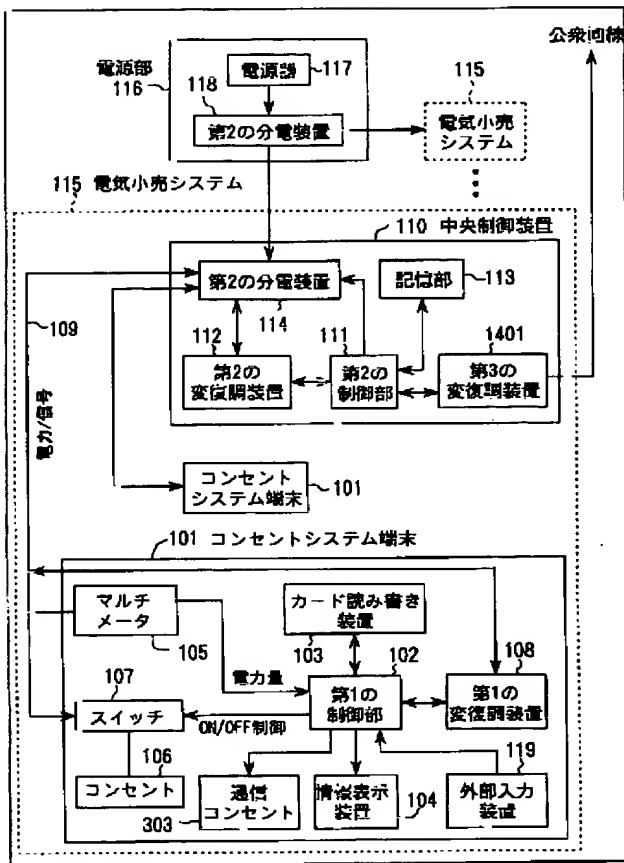 公衆回線
電源部
116
電源部
117
118
第2の分電装置
115
電気小売
システム
115 電気小売システム
110 中央制御装置
第2の分電装置
114
記憶部
113
109
電力/信号
112
第2の
変復調装置
111
第2の
制御部
1401
第3の
変復調装置
コンセント
システム端末
101
101 コンセントシステム端末
マルチ
メータ
105
カード読み書き
装置
103
電力量
102
第1の
制御部
108
第1の
変復調装置
107
スイッチ
ON/OFF制御
106
コンセント
通信
コンセント
303
情報表示
装置
104
119
外部入力
装置